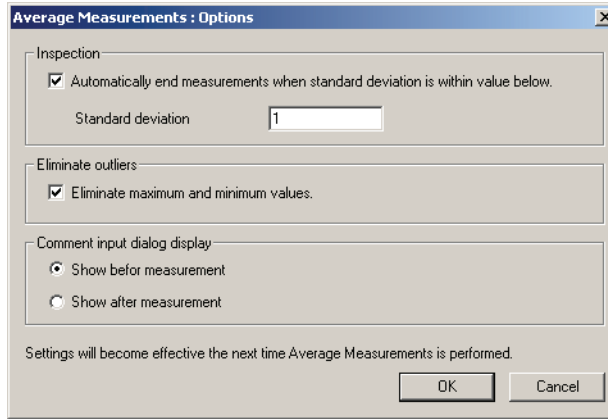 Average Measurements : Options
Inspection
Automatically end measurements when standard deviation is within value below.
Standard deviation 1
Eliminate outliers
Eliminate maximum and minimum values.
Comment input dialog display
Show befor measurement
Show after measurement
Settings will become effective the next time Average Measurements is performed.
OK Cancel